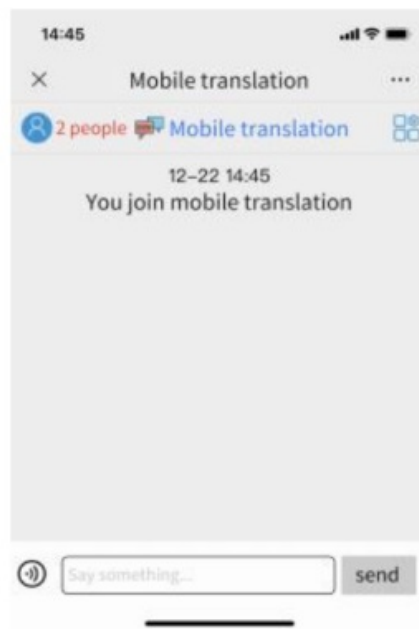 14:45
Mobile translation
2 people Mobile translation
12-22 14:45
You join mobile translation
Say something...
send